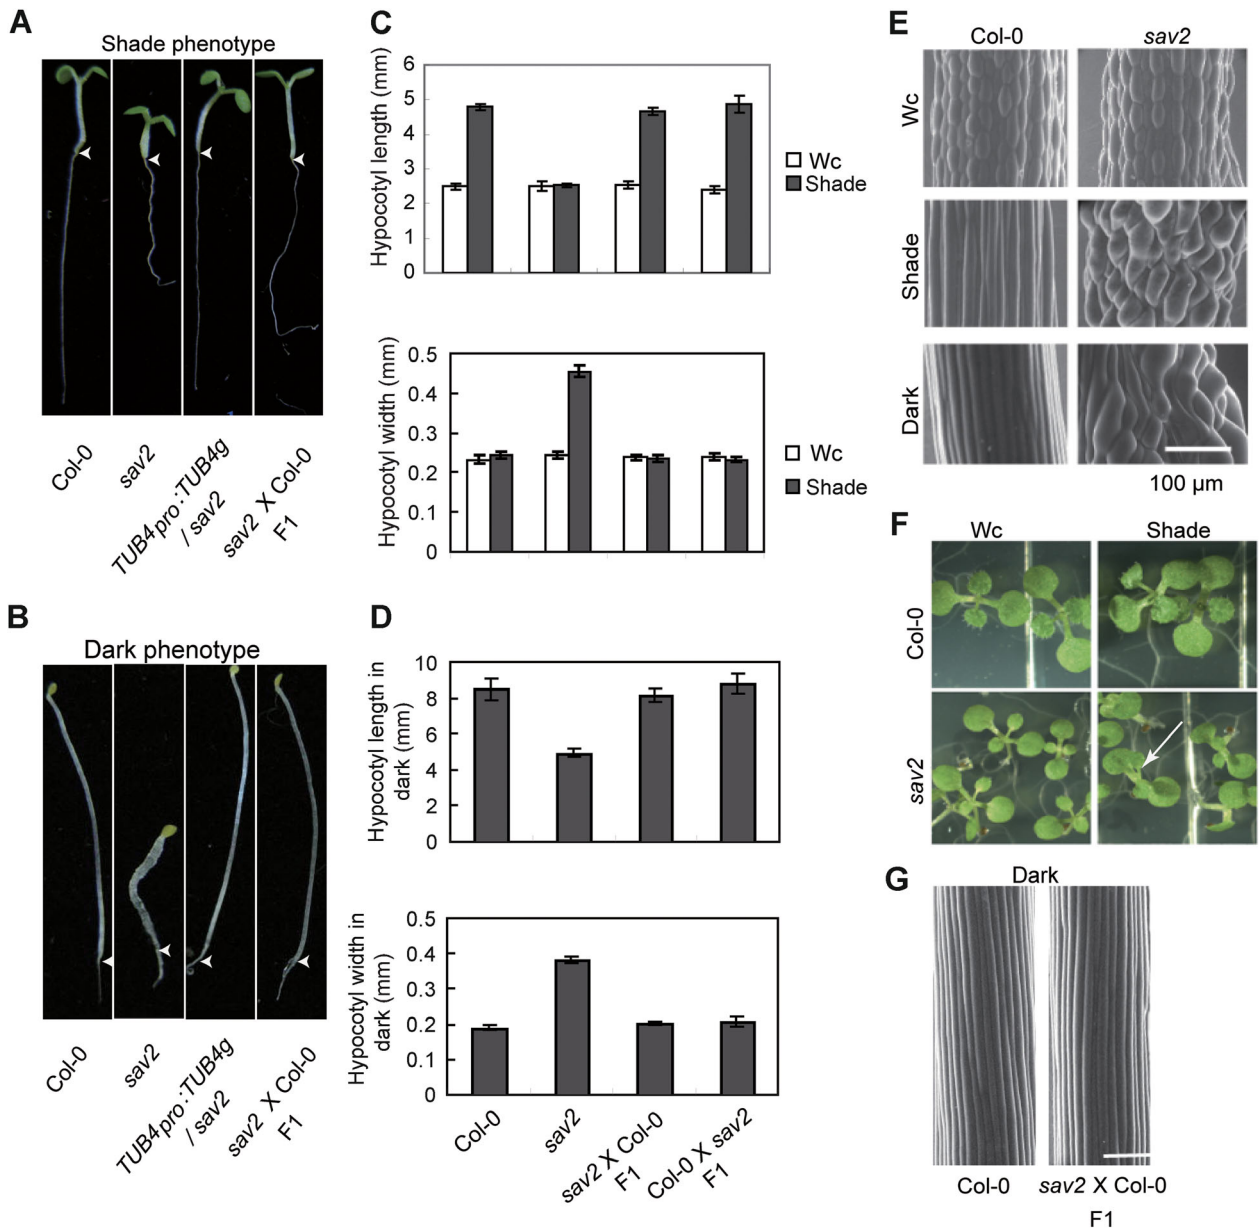 A
Shade phenotype
Col-0
sav2
TUB4pro:TUB4g
/ sav2
sav2 X Col-0
F1
B
Dark phenotype
Col-0
sav2
TUB4pro:TUB4g
/ sav2
sav2 X Col-0
F1
C
Hypocotyl length (mm)
6
5
4
3
2
1
0
Wc
Shade
Hypocotyl width (mm)
0.5
0.4
0.3
0.2
0.1
0
Wc
Shade
D
Hypocotyl length in
dark (mm)
10
8
6
4
2
0
Hypocotyl width in
dark (mm)
0.5
0.4
0.3
0.2
0.1
0
Col-0
sav2
sav2 X Col-0
F1
Col-0 X sav2
F1
E
Col-0
sav2
Wc
Shade
Dark
100 µm
F
Wc
Shade
Col-0
sav2
G
Dark
Col-0
sav2 X Col-0
F1